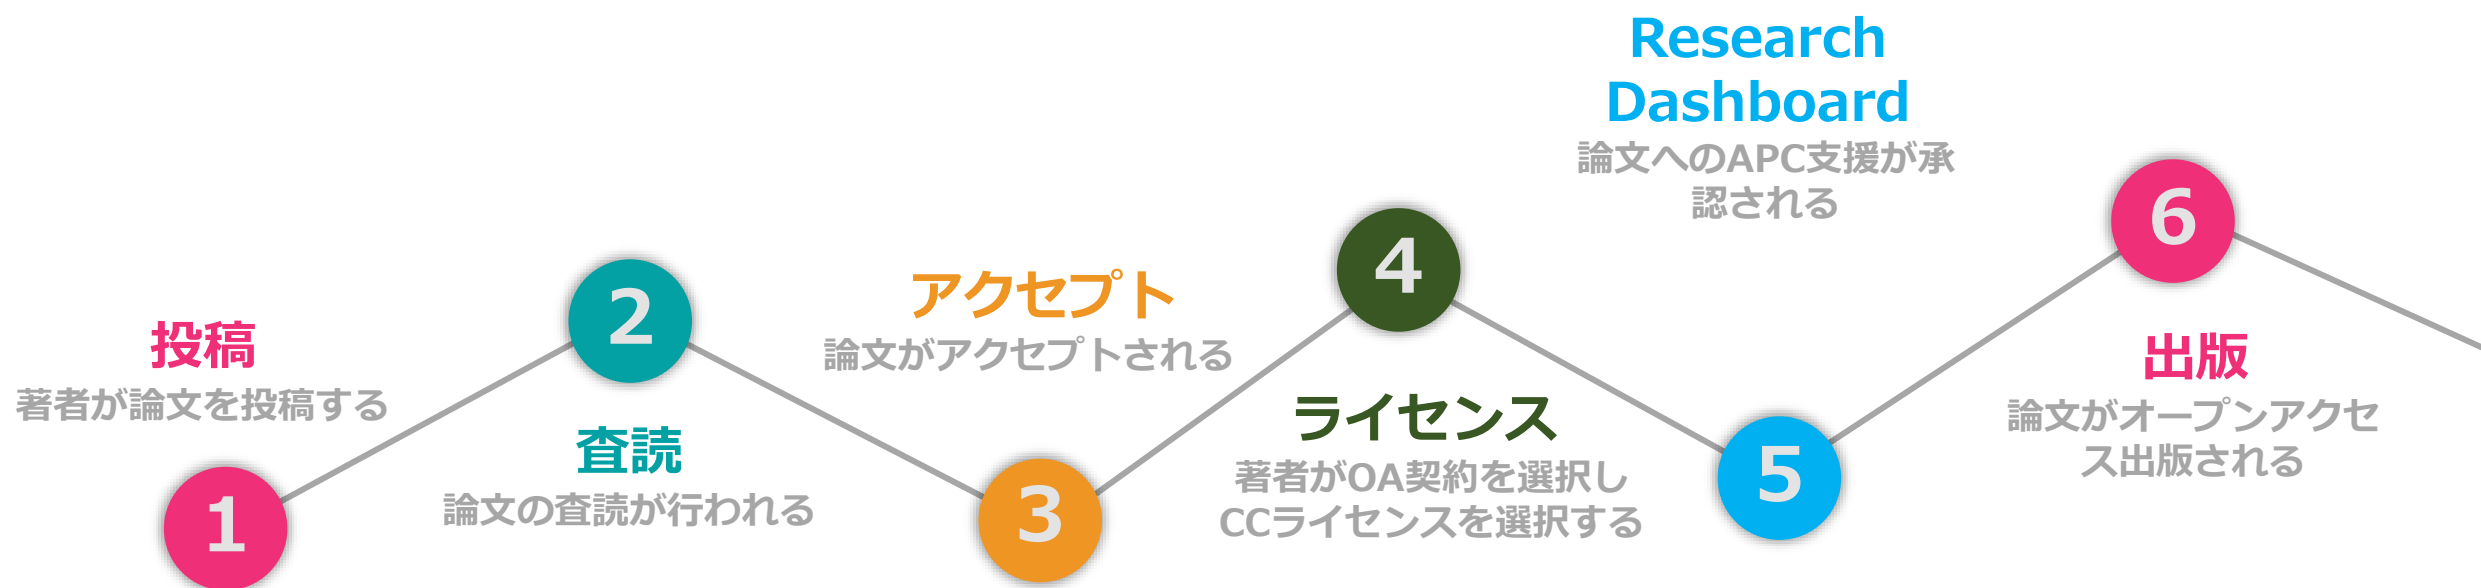 投稿
著者が論文を投稿する
1
2
査読
論文の査読が行われる
アクセプト
論文がアクセプトされる
3
4
ライセンス
著者がOA契約を選択し
CCライセンスを選択する
Research
Dashboard
論文へのAPC支援が承
認される
5
6
出版
論文がオープンアクセ
ス出版される